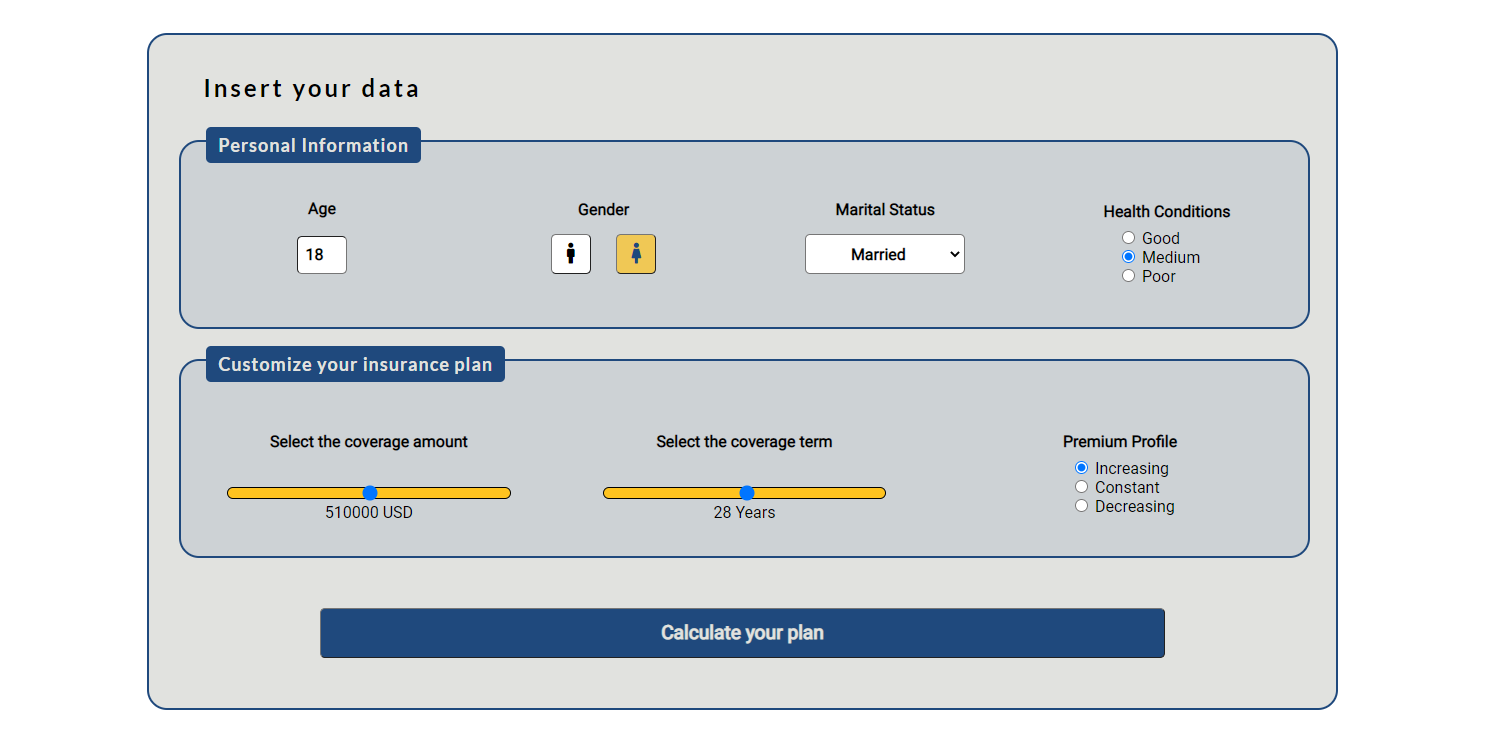 Insert your data
Personal Information
Age
18
Gender
Marital Status
Married
Health Conditions
Good
Medium
Poor
Customize your insurance plan
Select the coverage amount
510000 USD
Select the coverage term
28 Years
Premium Profile
Increasing
Constant
Decreasing
Calculate your plan